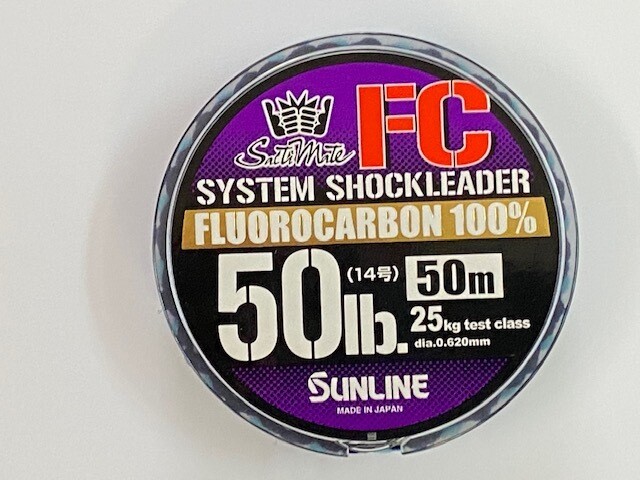 SaltiMate FC
SYSTEM SHOCKLEADER
FLUOROCARBON 100%
50lb. (14号) 50m
25kg test class
dia.0.620mm
SUNLINE
MADE IN JAPAN